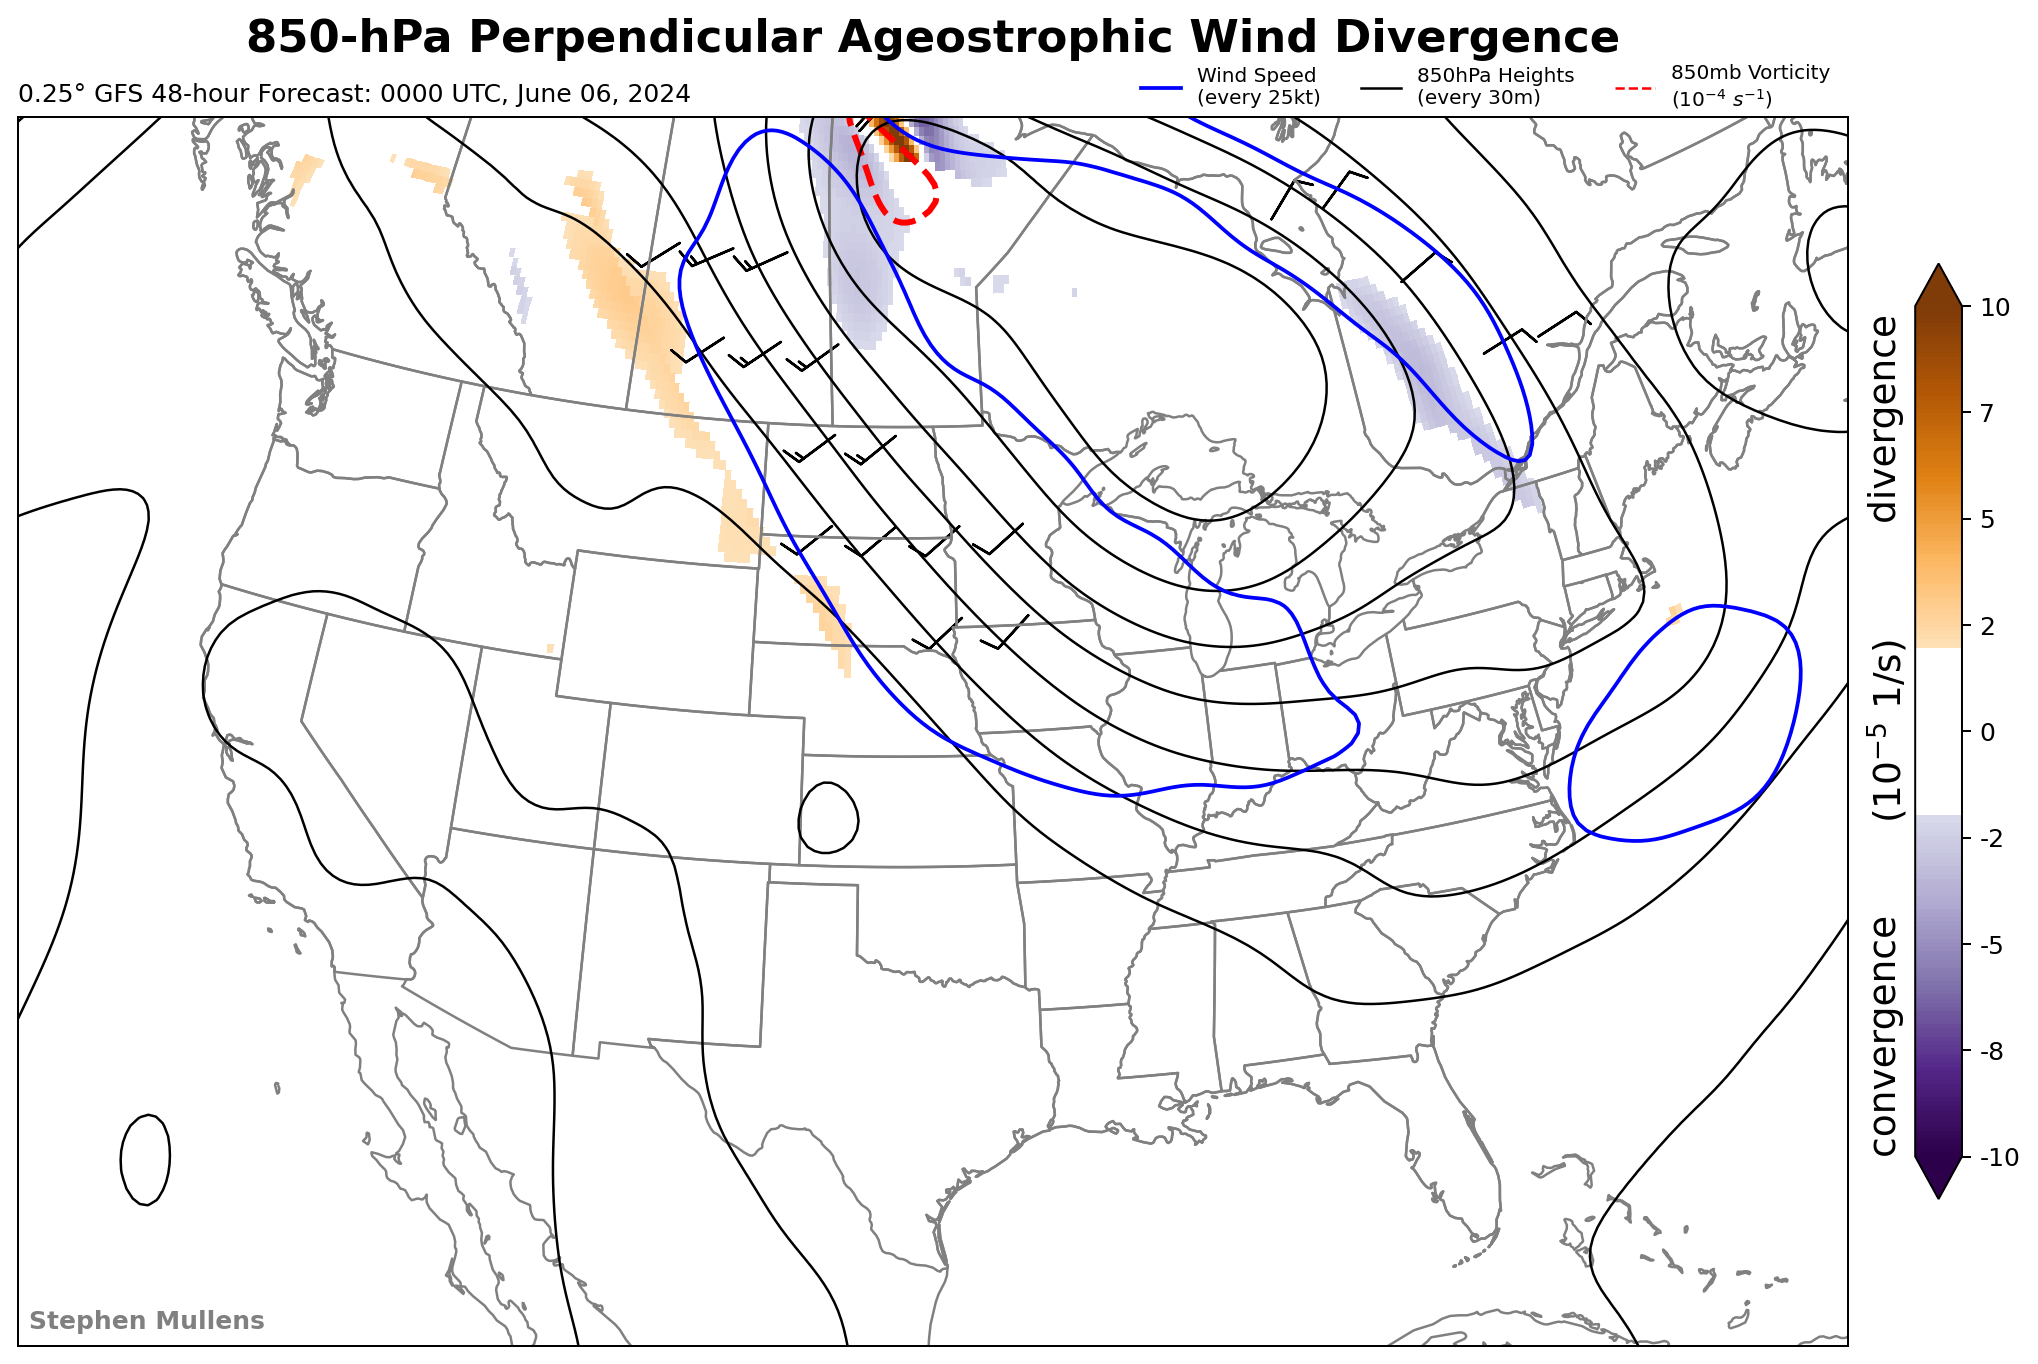 850-hPa Perpendicular Ageostrophic Wind Divergence
0.25° GFS 48-hour Forecast: 0000 UTC, June 06, 2024
Wind Speed
(every 25kt)
850hPa Heights
(every 30m)
850mb Vorticity
(10⁻⁴ s⁻¹)
10
7
5
2
0
-2
-5
-8
-10
convergence (10⁻⁵ 1/s) divergence
Stephen Mullens